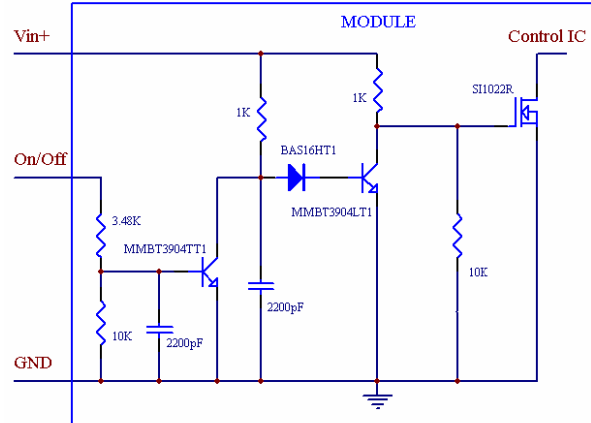 MODULE
Vin+
Control IC
SI1022R
1K
1K
BAS16HT1
On/Off
3.48K
MMBT3904LT1
MMBT3904TT1
10K
2200pF
10K
2200pF
GND